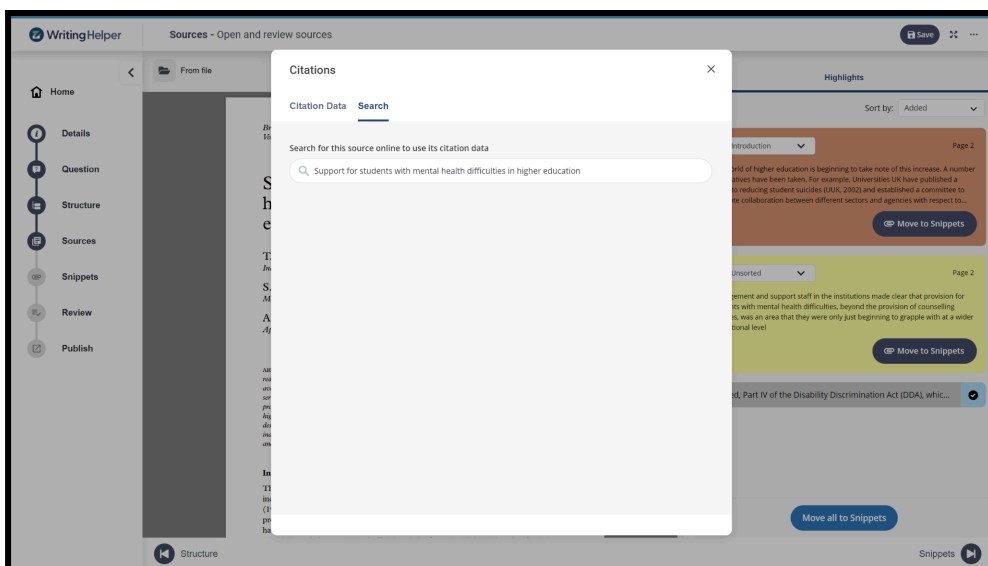 WritingHelper
Sources - Open and review sources
Save
Home
Details
Question
Structure
Sources
Snippets
Review
Publish
From file
Br
S
h
e
T.
In
S.
M
A
In
Th
in
(19
pr
ha
Citations
Citation Data Search
Search for this source online to use its citation data
Support for students with mental health difficulties in higher education
Highlights
Sort by: Added
Introduction
Page 2
orld of higher education is beginning to take note of this increase. A number
atives have been taken. For example, Universities UK have published a
to reducing student suicides (UUK, 2002) and established a committee to
te collaboration between different sectors and agencies with respect to...
Move to Snippets
Unsorted
Page 2
gement and support staff in the institutions made clear that provision for
nts with mental health difficulties, beyond the provision of counselling
es, was an area that they were only just beginning to grapple with at a wider
tional level
Move to Snippets
ed, Part IV of the Disability Discrimination Act (DDA), whic...
Move all to Snippets
Structure
Snippets